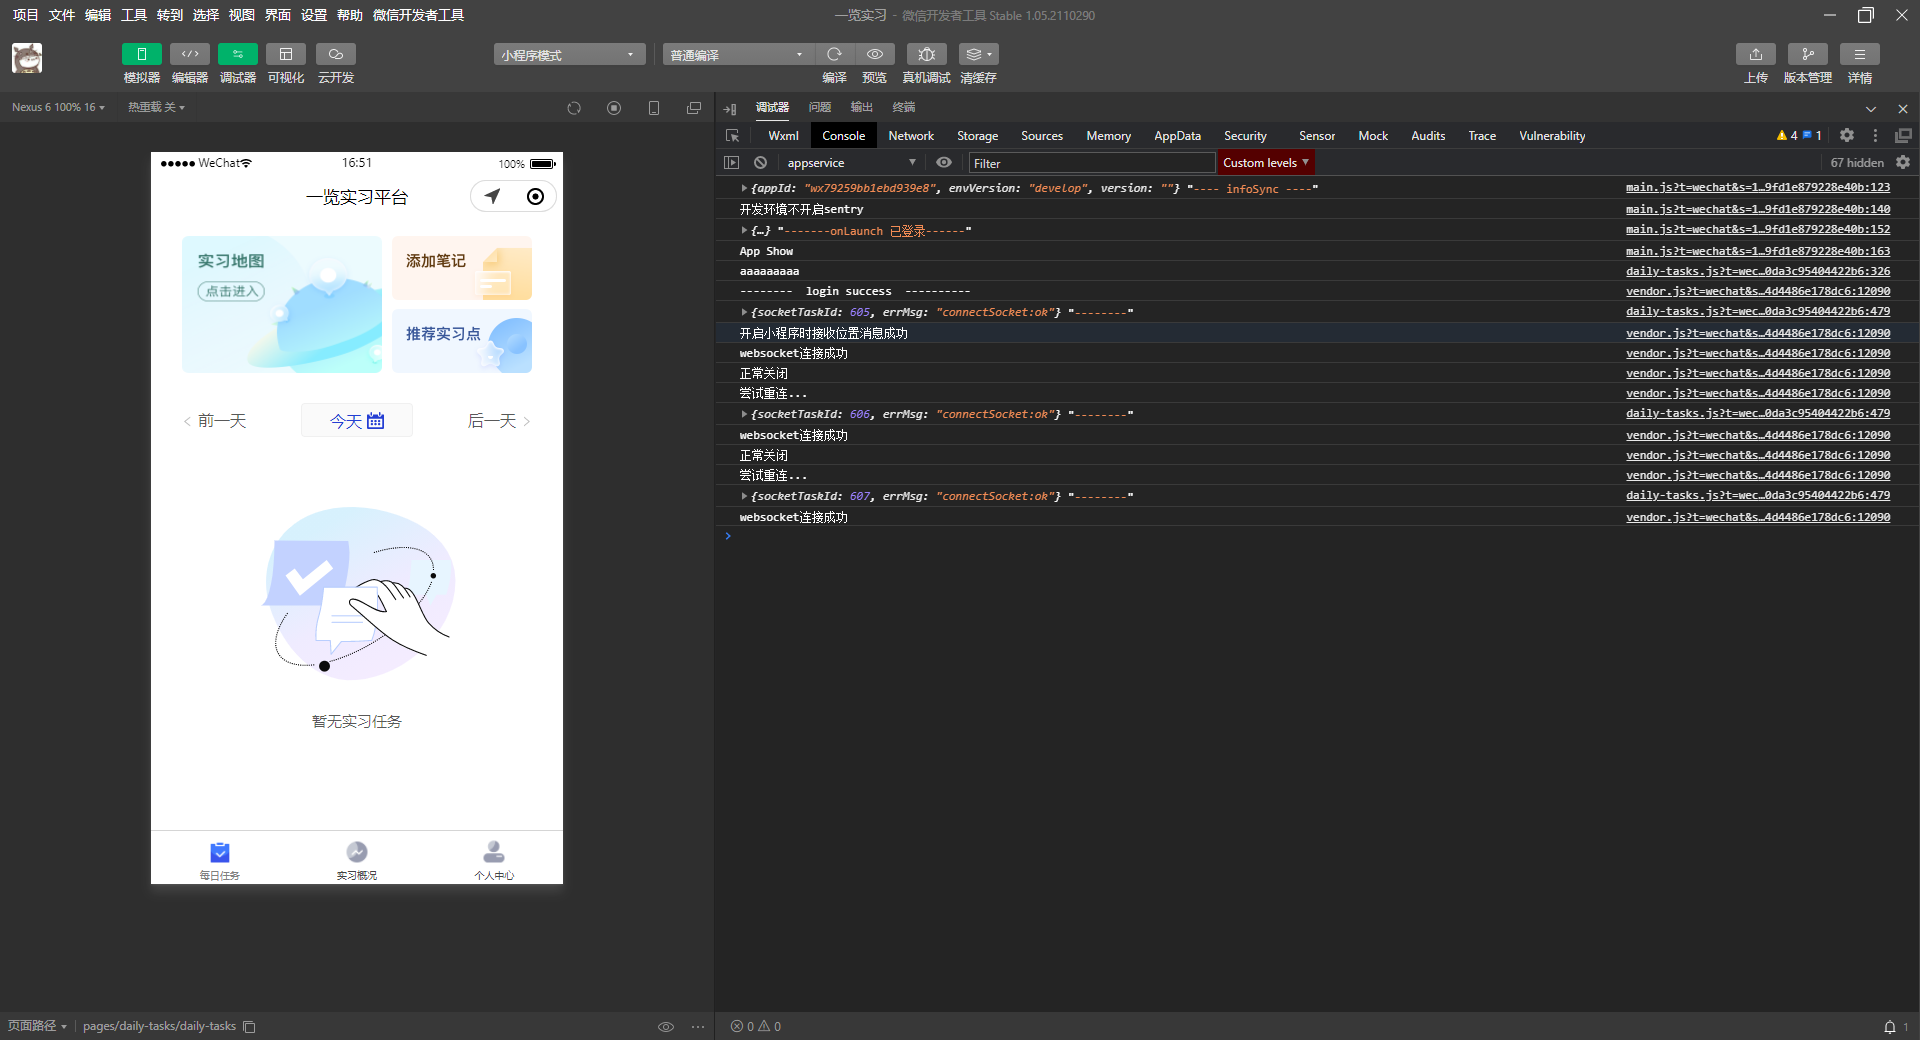 项目 文件 编辑 工具 转到 选择 视图 界面 设置 帮助 微信开发者工具
一览实习 - 微信开发者工具 Stable 1.05.2110290
模拟器 编辑器 调试器 可视化 云开发
小程序模式
普通编译
编译 预览 真机调试 清缓存
上传 版本管理 详情
Nexus 6 100% 16
热重载 关
调试器 问题 输出 终端
Wxml Console Network Storage Sources Memory AppData Security Sensor Mock Audits Trace Vulnerability
4 1
appservice
Filter
Custom levels
67 hidden
WeChat
16:51
100%
一览实习平台
实习地图
点击进入
添加笔记
推荐实习点
前一天
今天
后一天
暂无实习任务
每日任务
实习概况
个人中心
{appId: "wx79259bb1ebd939e8", envVersion: "develop", version: ""} "---- infoSync ----" main.js?t=wechat&s=1…9fd1e879228e40b:123
开发环境不开启sentry main.js?t=wechat&s=1…9fd1e879228e40b:140
{…} "-------onLaunch 已登录------" main.js?t=wechat&s=1…9fd1e879228e40b:152
App Show main.js?t=wechat&s=1…9fd1e879228e40b:163
aaaaaaaaa daily-tasks.js?t=wec…0da3c95404422b6:326
-------- login success ---------- vendor.js?t=wechat&s…4d4486e178dc6:12090
{socketTaskId: 605, errMsg: "connectSocket:ok"} "--------" daily-tasks.js?t=wec…0da3c95404422b6:479
开启小程序时接收位置消息成功 vendor.js?t=wechat&s…4d4486e178dc6:12090
websocket连接成功 vendor.js?t=wechat&s…4d4486e178dc6:12090
正常关闭 vendor.js?t=wechat&s…4d4486e178dc6:12090
尝试重连... vendor.js?t=wechat&s…4d4486e178dc6:12090
{socketTaskId: 606, errMsg: "connectSocket:ok"} "--------" daily-tasks.js?t=wec…0da3c95404422b6:479
websocket连接成功 vendor.js?t=wechat&s…4d4486e178dc6:12090
正常关闭 vendor.js?t=wechat&s…4d4486e178dc6:12090
尝试重连... vendor.js?t=wechat&s…4d4486e178dc6:12090
{socketTaskId: 607, errMsg: "connectSocket:ok"} "--------" daily-tasks.js?t=wec…0da3c95404422b6:479
websocket连接成功 vendor.js?t=wechat&s…4d4486e178dc6:12090
页面路径 pages/daily-tasks/daily-tasks
0 0
1